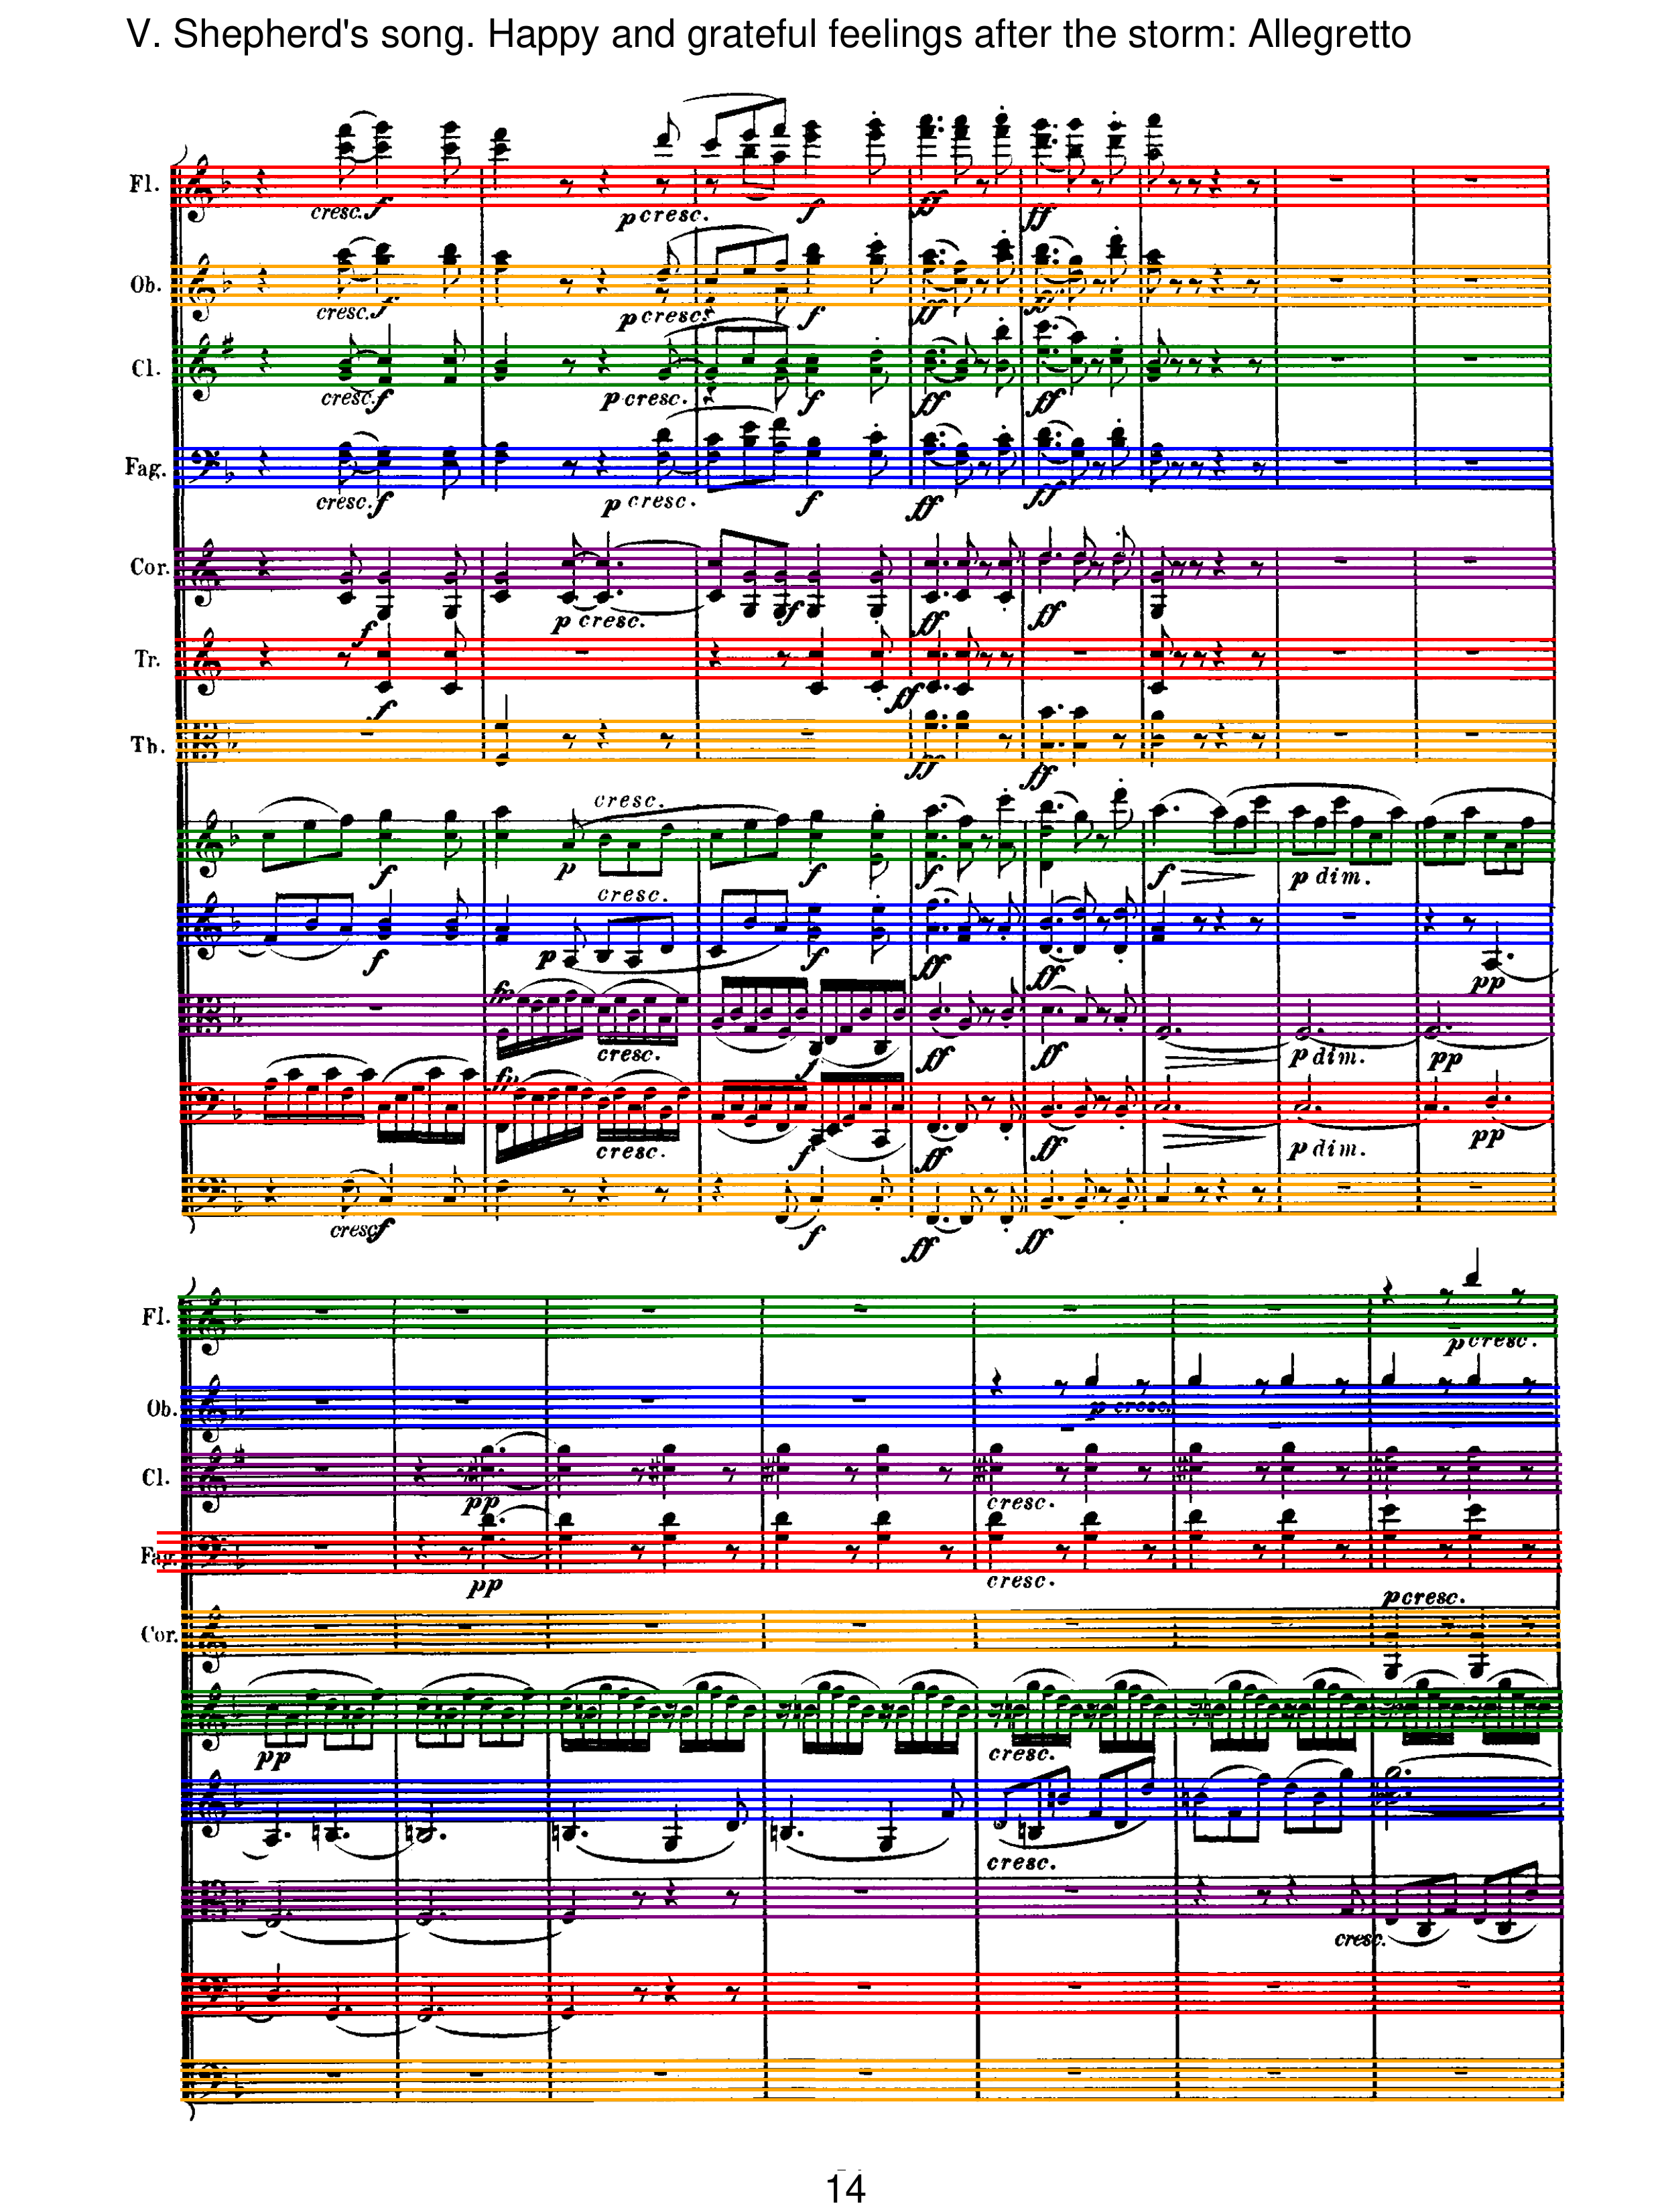 V. Shepherd's song. Happy and grateful feelings after the storm: Allegretto
Fl.
cresc. f p cresc. f ff ff
Ob.
cresc. f p cresc. f ff ff
Cl.
cresc. f p cresc. f ff ff
Fag.
cresc. f p cresc. f ff ff
Cor.
f p cresc. f ff ff
Tr.
f ff
Tb.
ff ff
cresc.
f p f f f p dim.
cresc.
f p f ff ff pp
fp cresc. f ff ff p dim. pp
fp cresc. f ff ff p dim. pp
cresc f f ff ff
Fl.
p cresc.
Ob.
p cresc.
Cl.
pp cresc.
Fag.
pp cresc.
Cor.
p cresc.
pp cresc.
cresc.
cresc.
14